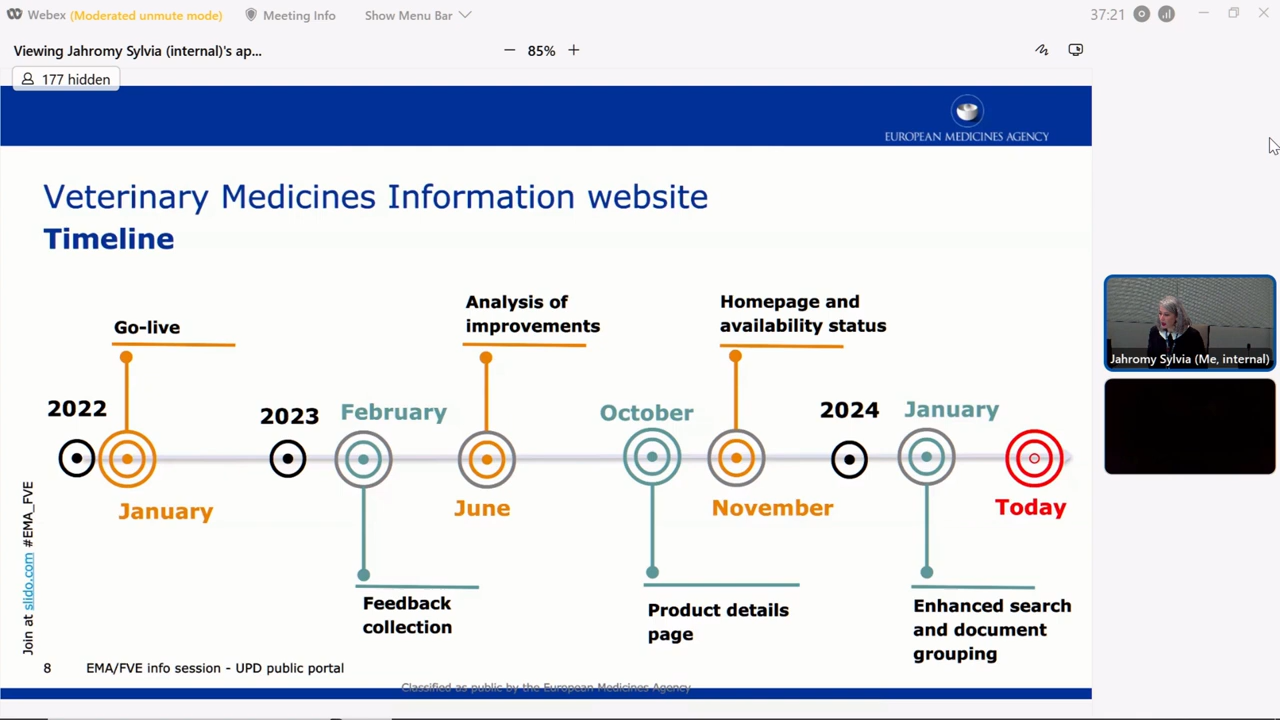 Webex (Moderated unmute mode) Meeting Info Show Menu Bar 37:21
Viewing Jahromy Sylvia (internal)'s ap... 85%
177 hidden
EUROPEAN MEDICINES AGENCY
Veterinary Medicines Information website
Timeline
Go-live
Analysis of
improvements
Homepage and
availability status
2022
2023
February
October
2024
January
January
June
November
Today
Feedback
collection
Product details
page
Enhanced search
and document
grouping
Join at slido.com #EMA_FVE
8 EMA/FVE info session - UPD public portal
Classified as public by the European Medicines Agency
Jahromy Sylvia (Me, internal)